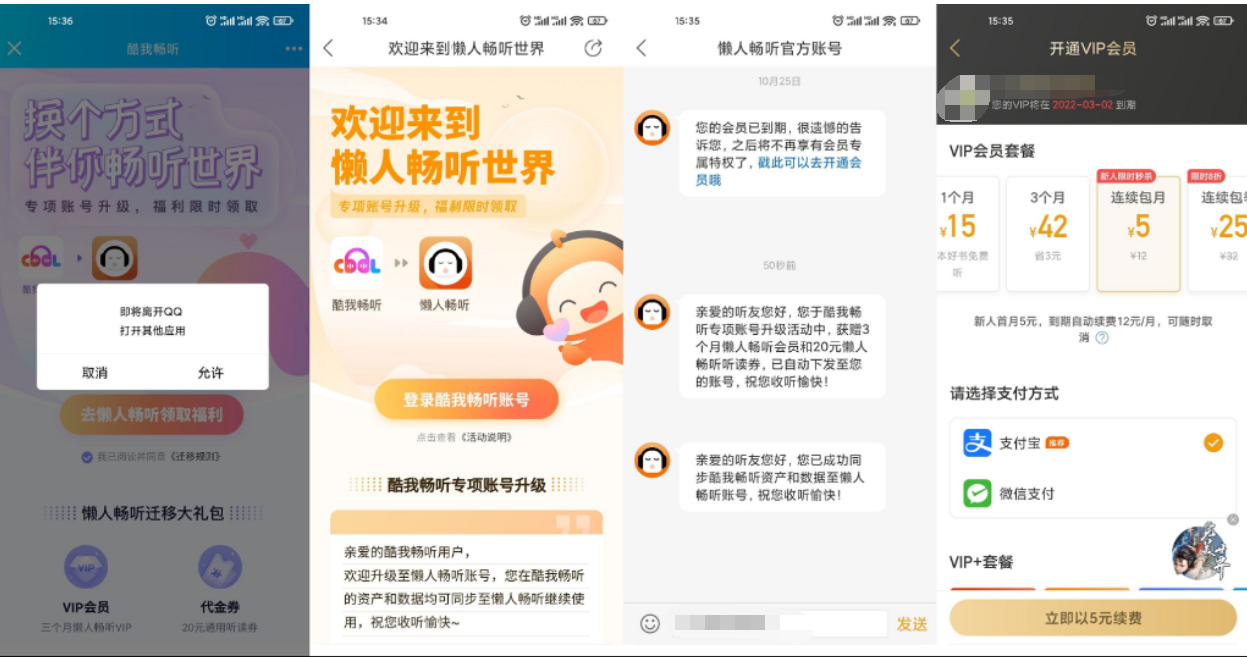 15:36
酷我畅听
换个方式
伴你畅听世界
专项账号升级，福利限时领取
即将离开QQ
打开其他应用
取消
允许
去懒人畅听领取福利
我已阅读并同意《迁移规则》
懒人畅听迁移大礼包
VIP
VIP会员
代金券
三个月懒人畅听VIP
20元通用听读券
15:34
欢迎来到懒人畅听世界
欢迎来到
懒人畅听世界
专项账号升级，福利限时领取
酷我畅听
懒人畅听
登录酷我畅听账号
点击查看《活动说明》
酷我畅听专项账号升级
亲爱的酷我畅听用户，
欢迎升级至懒人畅听账号，您在酷我畅听
的资产和数据均可同步至懒人畅听继续使
用，祝您收听愉快~
15:35
懒人畅听官方账号
10月25日
您的会员已到期，很遗憾的告
诉您，之后将不再享有会员专
属特权了，戳此可以去开通会
员哦
50秒前
亲爱的听友您好，您于酷我畅
听专项账号升级活动中，获赠3
个月懒人畅听会员和20元懒人
畅听听读券，已自动下发至您
的账号，祝您收听愉快！
亲爱的听友您好，您已成功同
步酷我畅听资产和数据至懒人
畅听账号，祝您收听愉快！
发送
15:35
开通VIP会员
您的VIP将在 2022-03-02 到期
VIP会员套餐
1个月
¥15
本好书免费
听
3个月
¥42
省3元
新人限时秒杀
连续包月
¥5
¥12
限时8折
连续包
¥25
¥32
新人首月5元，到期自动续费12元/月，可随时取
消
请选择支付方式
支付宝 推荐
微信支付
VIP+套餐
完美世界
立即以5元续费